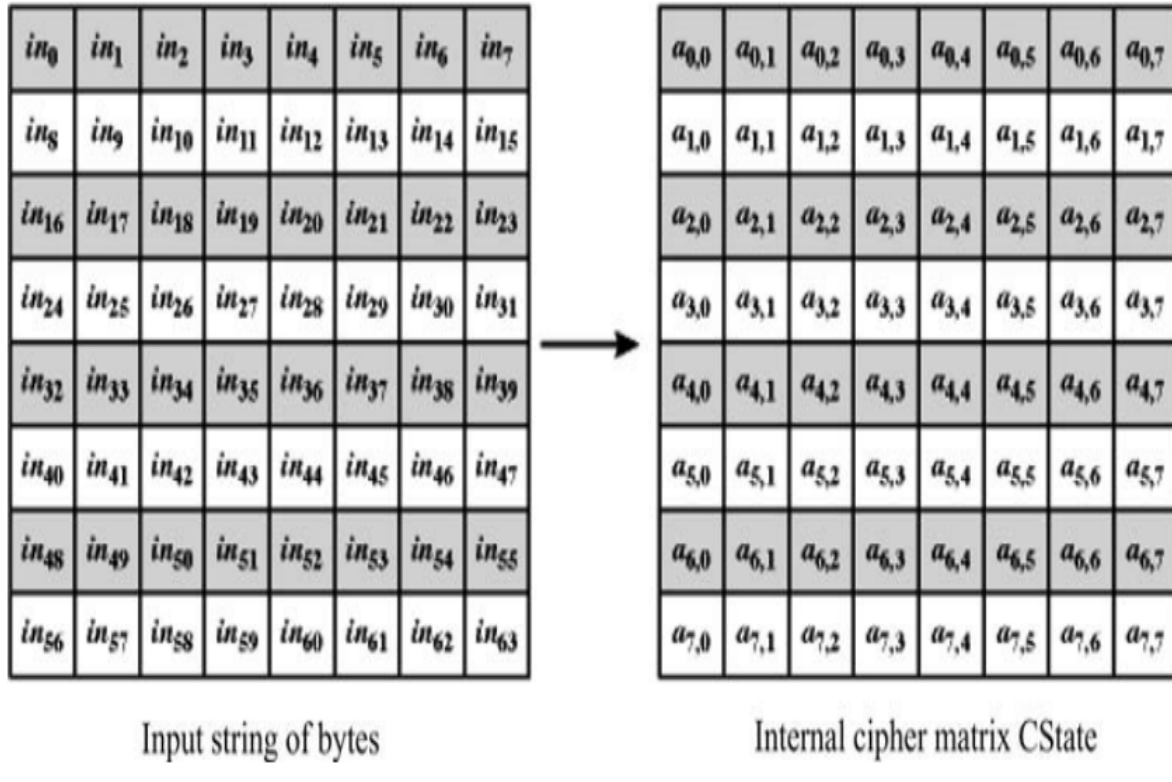 in0 in1 in2 in3 in4 in5 in6 in7 a0,0 a0,1 a0,2 a0,3 a0,4 a0,5 a0,6 a0,7
in8 in9 in10 in11 in12 in13 in14 in15 a1,0 a1,1 a1,2 a1,3 a1,4 a1,5 a1,6 a1,7
in16 in17 in18 in19 in20 in21 in22 in23 a2,0 a2,1 a2,2 a2,3 a2,4 a2,5 a2,6 a2,7
in24 in25 in26 in27 in28 in29 in30 in31 a3,0 a3,1 a3,2 a3,3 a3,4 a3,5 a3,6 a3,7
in32 in33 in34 in35 in36 in37 in38 in39 a4,0 a4,1 a4,2 a4,3 a4,4 a4,5 a4,6 a4,7
in40 in41 in42 in43 in44 in45 in46 in47 a5,0 a5,1 a5,2 a5,3 a5,4 a5,5 a5,6 a5,7
in48 in49 in50 in51 in52 in53 in54 in55 a6,0 a6,1 a6,2 a6,3 a6,4 a6,5 a6,6 a6,7
in56 in57 in58 in59 in60 in61 in62 in63 a7,0 a7,1 a7,2 a7,3 a7,4 a7,5 a7,6 a7,7
Input string of bytes Internal cipher matrix CState